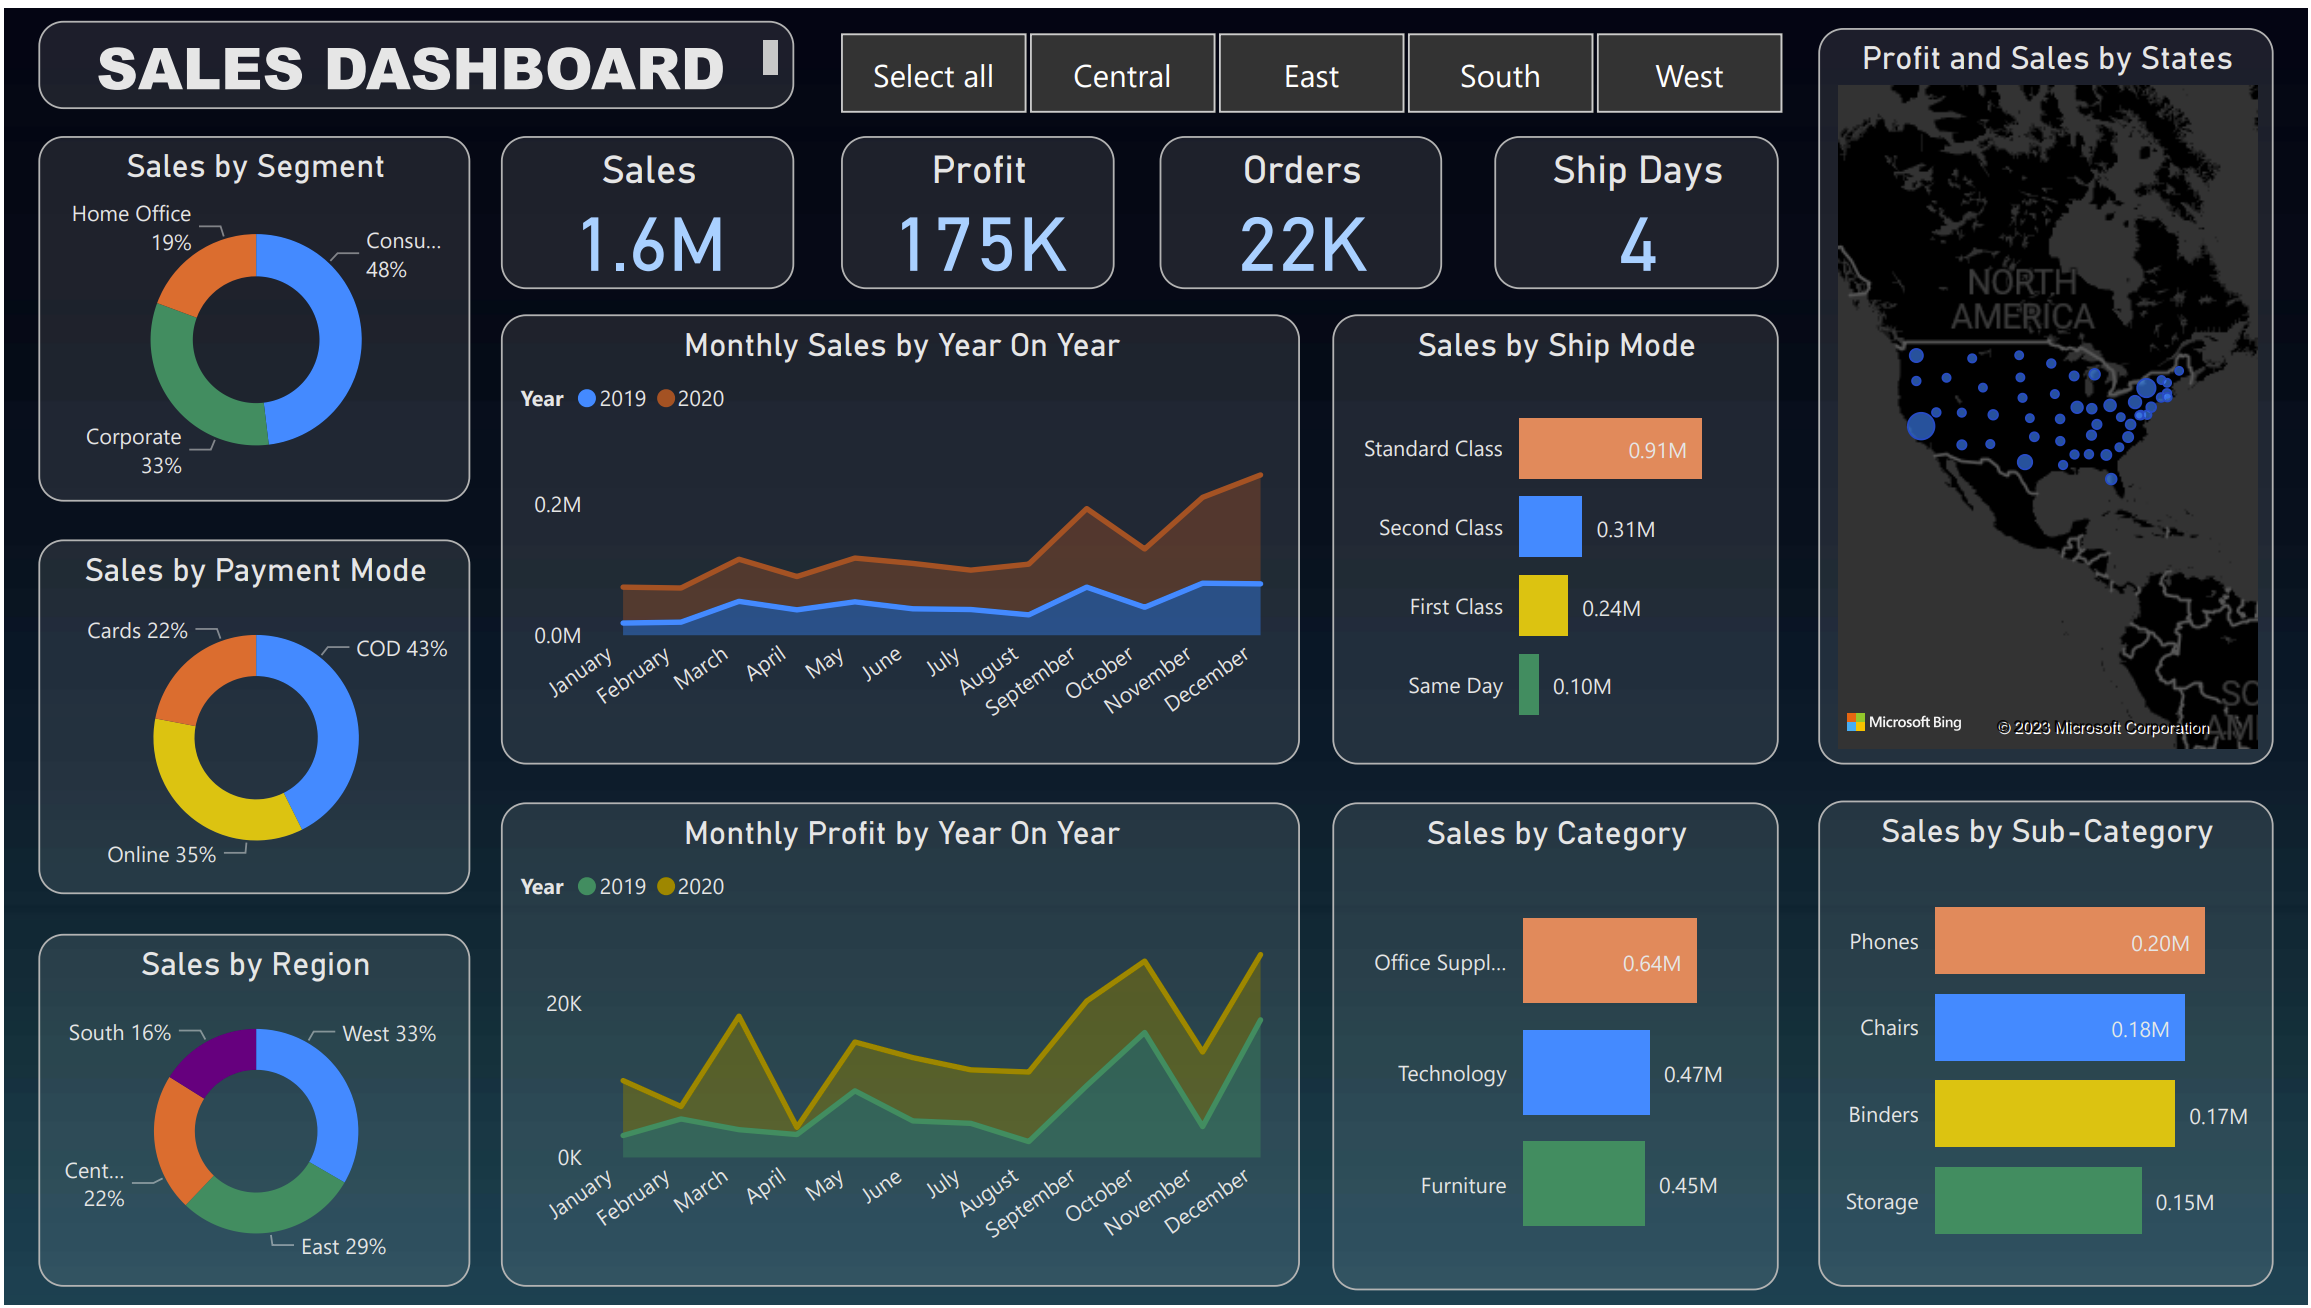 SALES DASHBOARD
Select all
Central
East
South
West
Profit and Sales by States
NORTH
AMERICA
SO
AM
Microsoft Bing
© 2023 Microsoft Corporation
Sales by Segment
Home Office
19%
Consu...
48%
Corporate
33%
Sales
1.6M
Profit
175K
Orders
22K
Ship Days
4
Monthly Sales by Year On Year
Year 2019 2020
0.2M
0.0M
January
February
March
April
May
June
July
August
September
October
November
December
Sales by Ship Mode
Standard Class 0.91M
Second Class 0.31M
First Class 0.24M
Same Day 0.10M
Sales by Payment Mode
Cards 22%
COD 43%
Online 35%
Monthly Profit by Year On Year
Year 2019 2020
20K
0K
January
February
March
April
May
June
July
August
September
October
November
December
Sales by Category
Office Suppl... 0.64M
Technology 0.47M
Furniture 0.45M
Sales by Sub-Category
Phones 0.20M
Chairs 0.18M
Binders 0.17M
Storage 0.15M
Sales by Region
South 16%
West 33%
Cent...
22%
East 29%